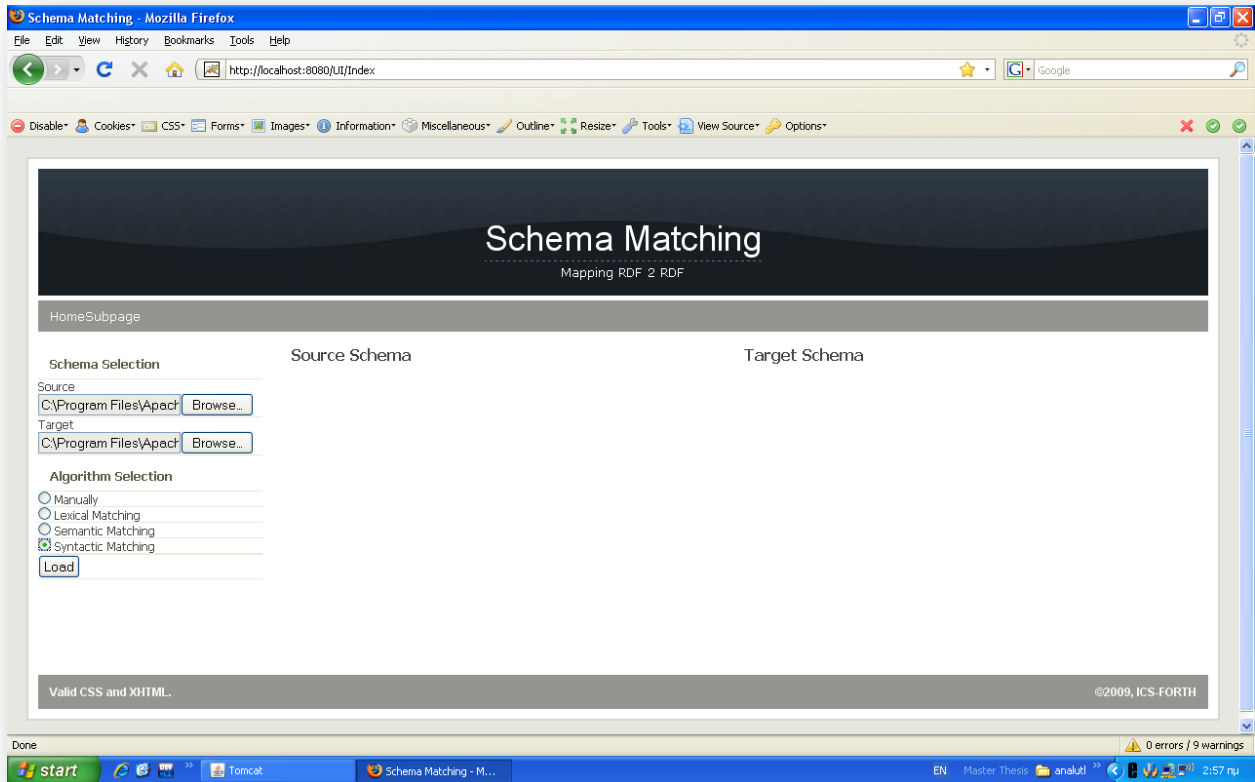 Schema Matching - Mozilla Firefox
File Edit View History Bookmarks Tools Help
http://localhost:8080/UI/Index
G Google
Disable Cookies CSS Forms Images Information Miscellaneous Outline Resize Tools View Source Options
Schema Matching
Mapping RDF 2 RDF
HomeSubpage
Schema Selection
Source
C:\Program Files\Apach Browse...
Target
C:\Program Files\Apach Browse...
Algorithm Selection
Manually
Lexical Matching
Semantic Matching
Syntactic Matching
Load
Source Schema
Target Schema
Valid CSS and XHTML.
©2009, ICS-FORTH
Done
0 errors / 9 warnings
start
Tomcat
Schema Matching - M...
EN Master Thesis analutl » 2:57 πμ